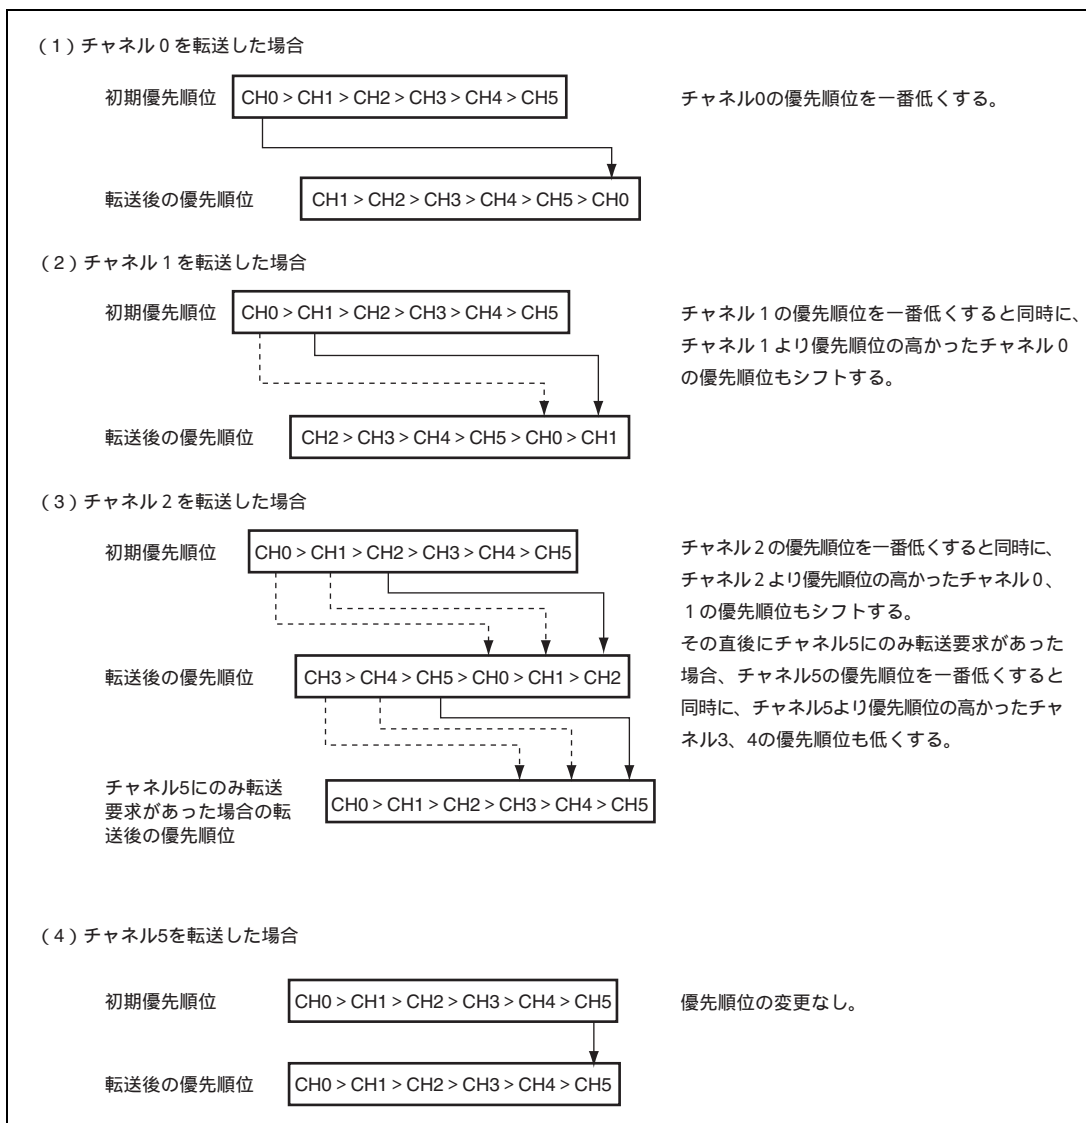 (1)チャネル0を転送した場合
初期優先順位
CH0 > CH1 > CH2 > CH3 > CH4 > CH5
チャネル0の優先順位を一番低くする。
転送後の優先順位
CH1 > CH2 > CH3 > CH4 > CH5 > CH0
(2)チャネル1を転送した場合
初期優先順位
CH0 > CH1 > CH2 > CH3 > CH4 > CH5
チャネル1の優先順位を一番低くすると同時に、
チャネル1より優先順位の高かったチャネル0
の優先順位もシフトする。
転送後の優先順位
CH2 > CH3 > CH4 > CH5 > CH0 > CH1
(3)チャネル2を転送した場合
初期優先順位
CH0 > CH1 > CH2 > CH3 > CH4 > CH5
チャネル2の優先順位を一番低くすると同時に、
チャネル2より優先順位の高かったチャネル0、
1の優先順位もシフトする。
その直後にチャネル5にのみ転送要求があった
場合、チャネル5の優先順位を一番低くすると
同時に、チャネル5より優先順位の高かったチャ
ネル3、4の優先順位も低くする。
転送後の優先順位
CH3 > CH4 > CH5 > CH0 > CH1 > CH2
チャネル5にのみ転送
要求があった場合の転
送後の優先順位
CH0 > CH1 > CH2 > CH3 > CH4 > CH5
(4)チャネル5を転送した場合
初期優先順位
CH0 > CH1 > CH2 > CH3 > CH4 > CH5
優先順位の変更なし。
転送後の優先順位
CH0 > CH1 > CH2 > CH3 > CH4 > CH5